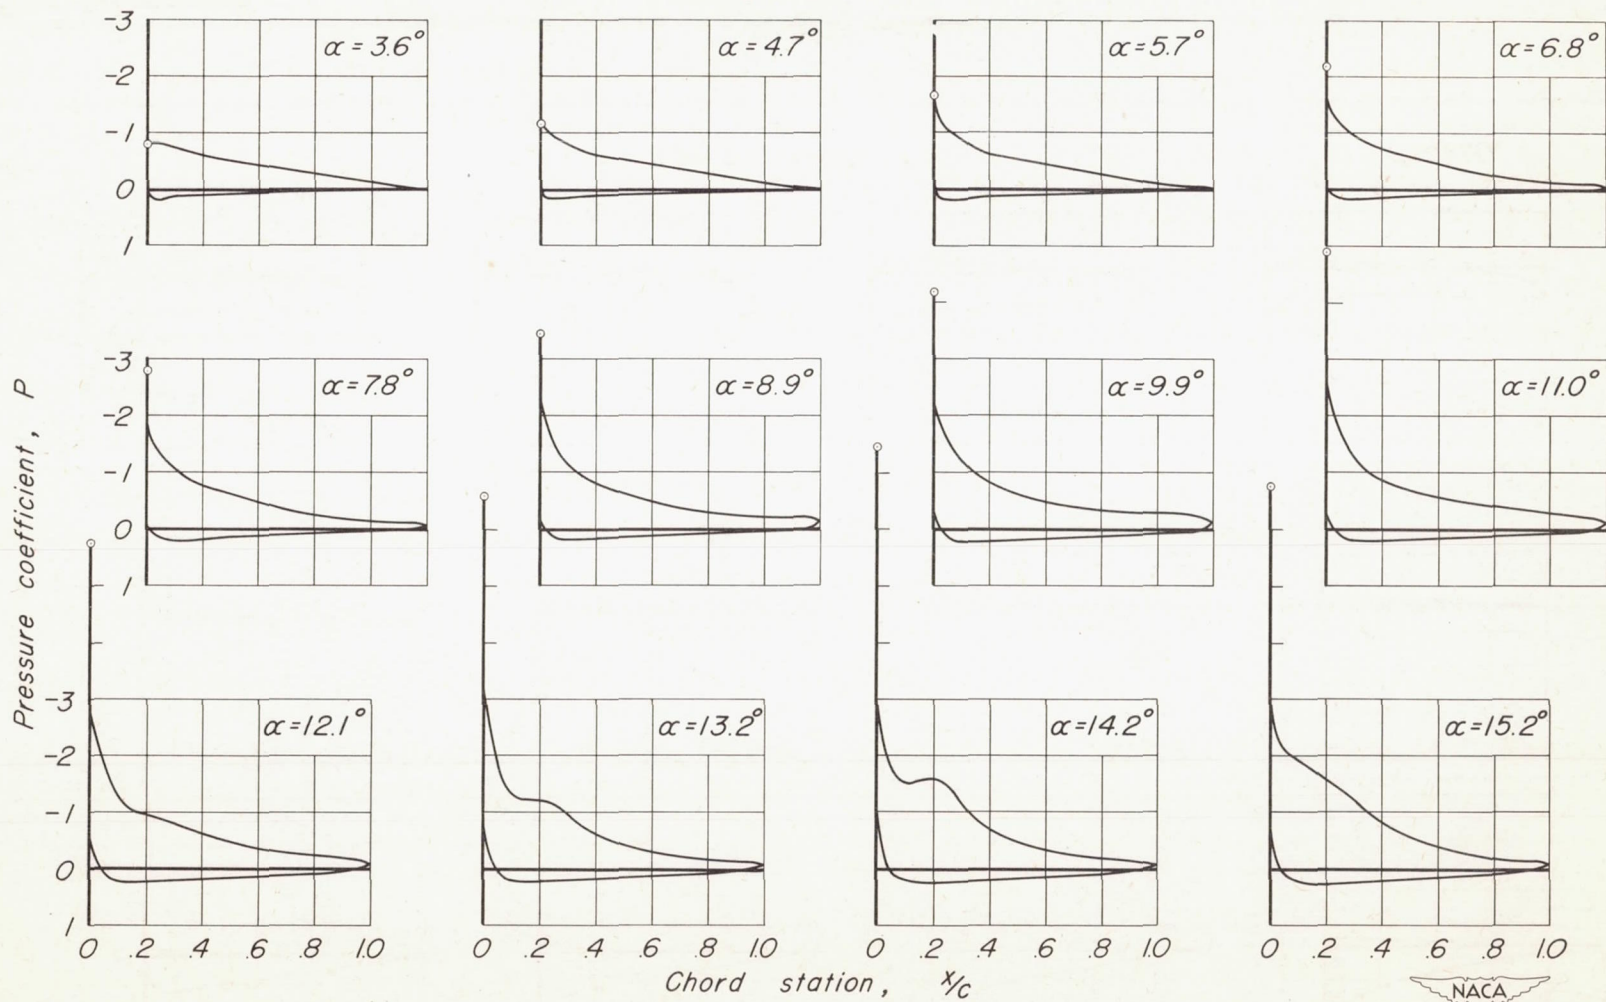 -3
α = 3.6°
α = 4.7°
α = 5.7°
α = 6.8°
-2
-1
0
1
-3
α = 7.8°
α = 8.9°
α = 9.9°
α = 11.0°
-2
-1
0
1
Pressure coefficient, P
-3
α = 12.1°
α = 13.2°
α = 14.2°
α = 15.2°
-2
-1
0
1
0 .2 .4 .6 .8 1.0 0 .2 .4 .6 .8 1.0 0 .2 .4 .6 .8 1.0 0 .2 .4 .6 .8 1.0
Chord station, x/c
NACA